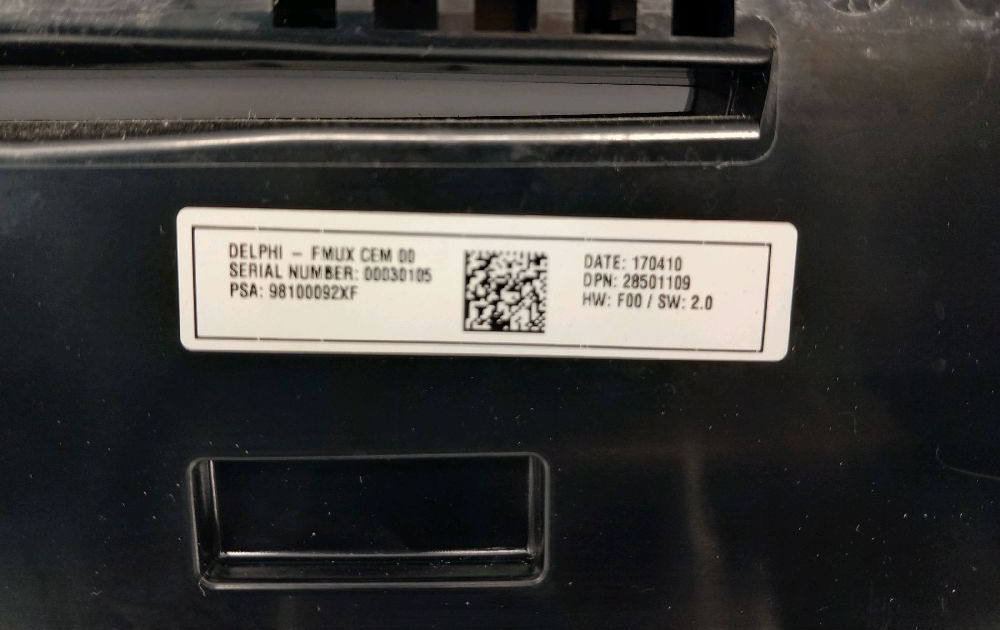 DELPHI – FMUX CEM 00
SERIAL NUMBER: 00030105
PSA: 98100092XF
DATE: 170410
DPN: 28501109
HW: F00 / SW: 2.0